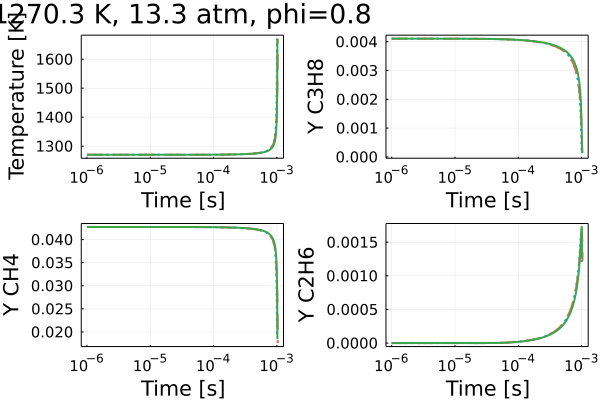 1270.3 K, 13.3 atm, phi=0.8
Temperature [K]
1600
1500
1400
1300
10⁻⁶ 10⁻⁵ 10⁻⁴ 10⁻³
Time [s]
Y C3H8
0.004
0.003
0.002
0.001
0.000
10⁻⁶ 10⁻⁵ 10⁻⁴ 10⁻³
Time [s]
Y CH4
0.040
0.035
0.030
0.025
0.020
10⁻⁶ 10⁻⁵ 10⁻⁴ 10⁻³
Time [s]
Y C2H6
0.0015
0.0010
0.0005
0.0000
10⁻⁶ 10⁻⁵ 10⁻⁴ 10⁻³
Time [s]